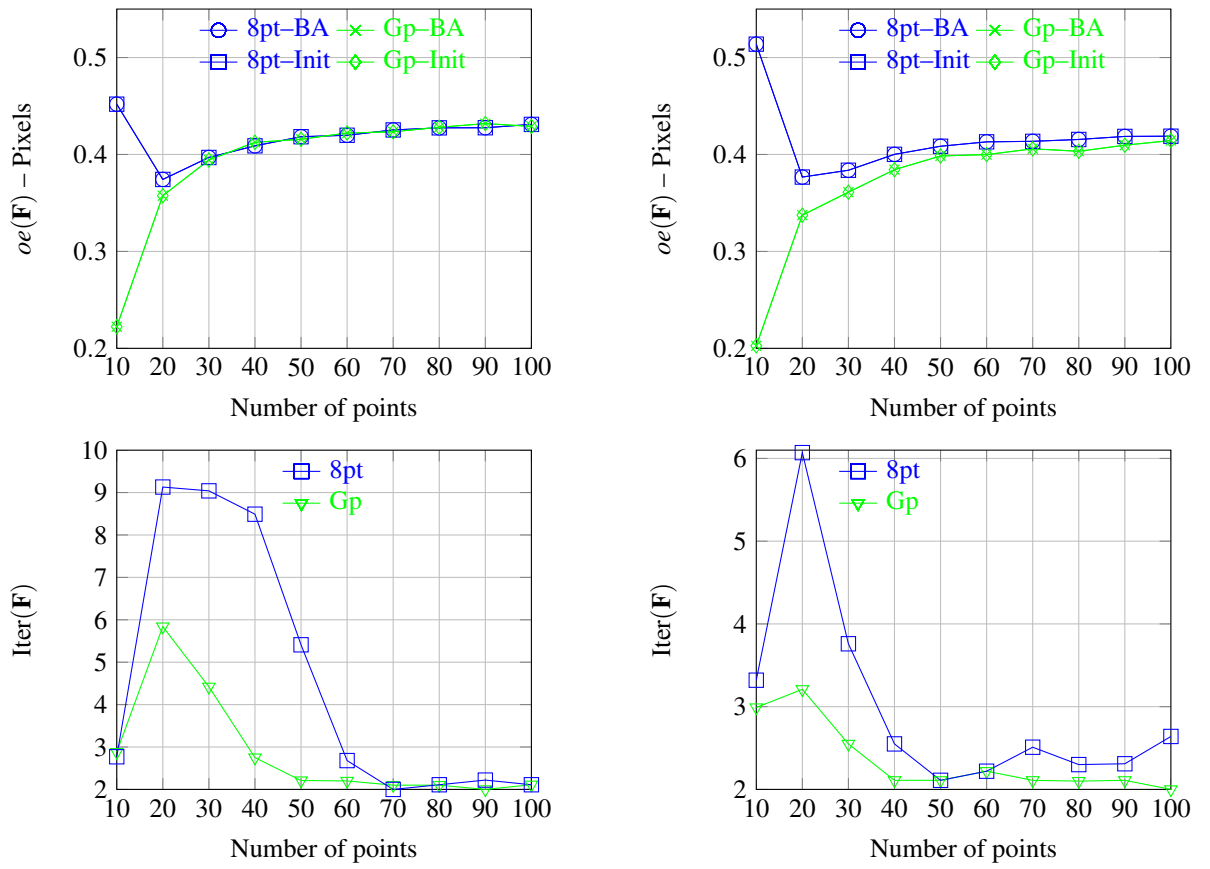 0.5
0.4
0.3
0.2
oe(F) − Pixels
8pt–BA Gp–BA
8pt–Init Gp–Init
10 20 30 40 50 60 70 80 90 100
Number of points
0.5
0.4
0.3
0.2
oe(F) − Pixels
8pt–BA Gp–BA
8pt–Init Gp–Init
10 20 30 40 50 60 70 80 90 100
Number of points
10
9
8
7
6
5
4
3
2
Iter(F)
8pt
Gp
10 20 30 40 50 60 70 80 90 100
Number of points
6
5
4
3
2
Iter(F)
8pt
Gp
10 20 30 40 50 60 70 80 90 100
Number of points